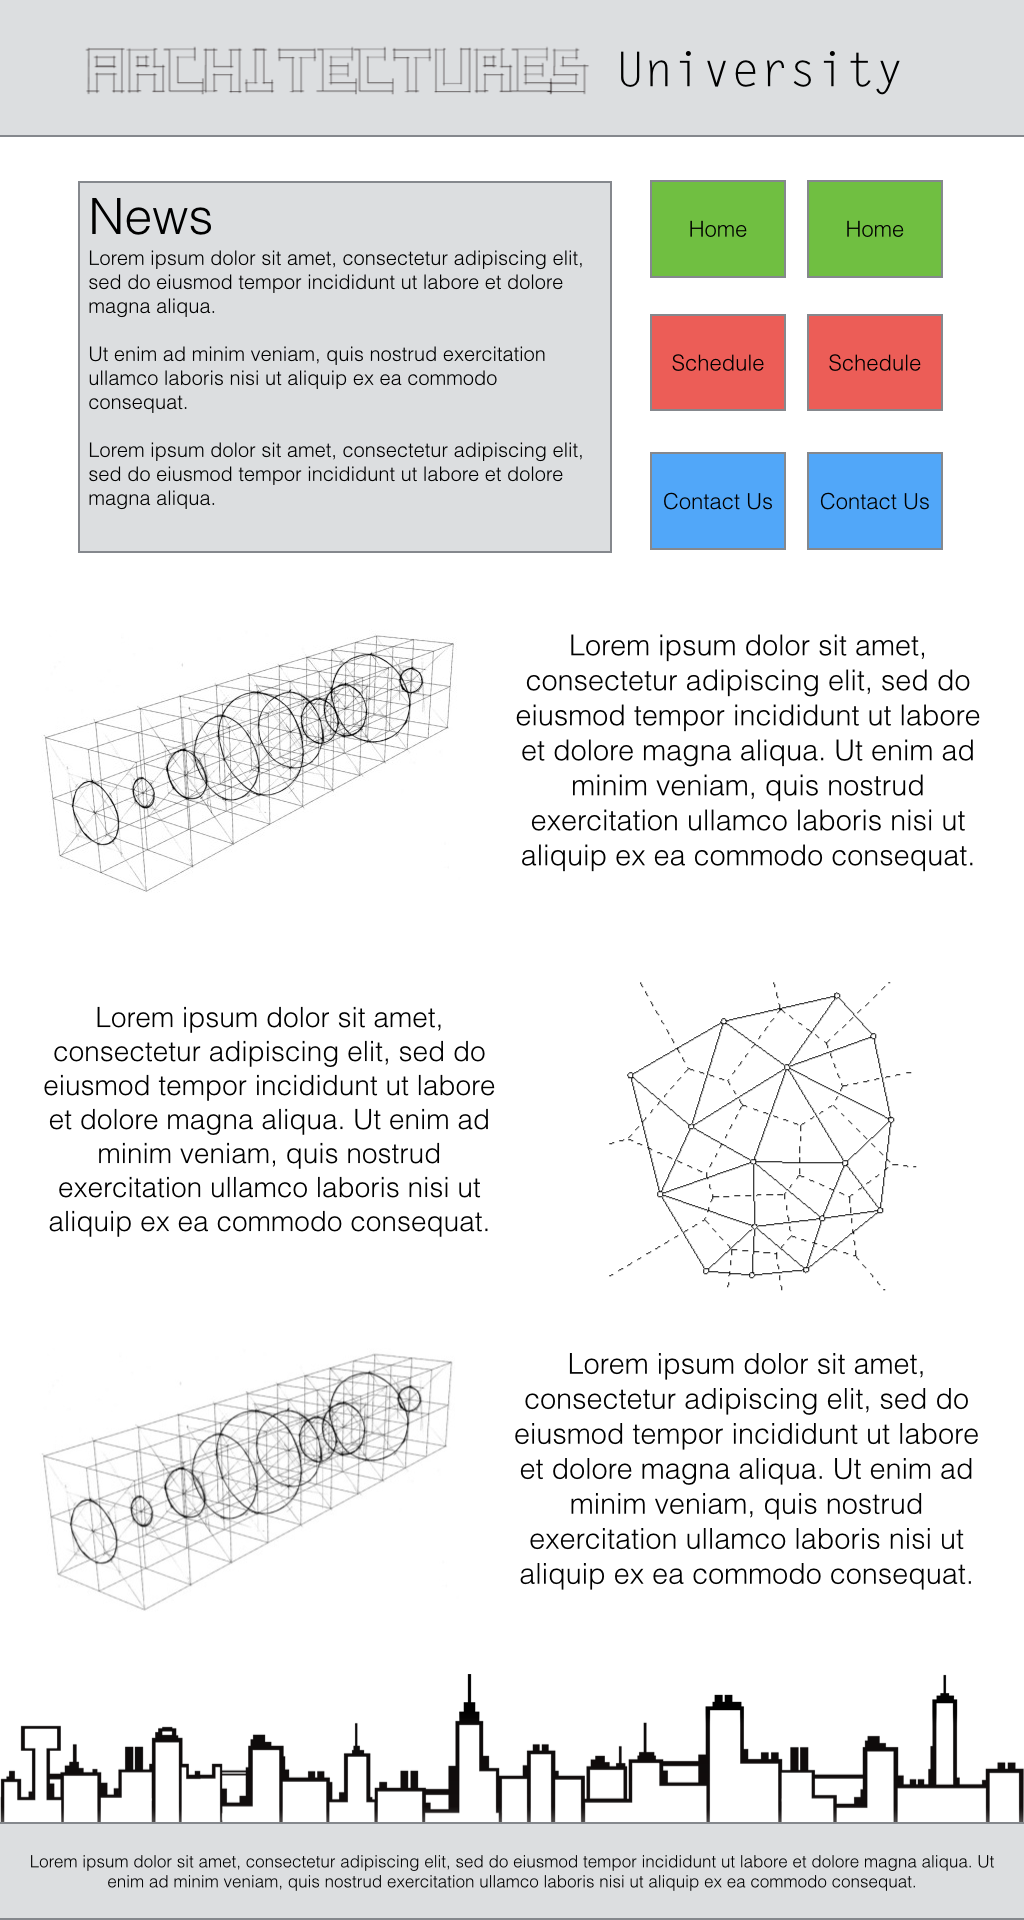 ARCHITECTURES University
News
Lorem ipsum dolor sit amet, consectetur adipiscing elit,
sed do eiusmod tempor incididunt ut labore et dolore
magna aliqua.
Ut enim ad minim veniam, quis nostrud exercitation
ullamco laboris nisi ut aliquip ex ea commodo
consequat.
Lorem ipsum dolor sit amet, consectetur adipiscing elit,
sed do eiusmod tempor incididunt ut labore et dolore
magna aliqua.
Home
Home
Schedule
Schedule
Contact Us
Contact Us
Lorem ipsum dolor sit amet,
consectetur adipiscing elit, sed do
eiusmod tempor incididunt ut labore
et dolore magna aliqua. Ut enim ad
minim veniam, quis nostrud
exercitation ullamco laboris nisi ut
aliquip ex ea commodo consequat.
Lorem ipsum dolor sit amet,
consectetur adipiscing elit, sed do
eiusmod tempor incididunt ut labore
et dolore magna aliqua. Ut enim ad
minim veniam, quis nostrud
exercitation ullamco laboris nisi ut
aliquip ex ea commodo consequat.
Lorem ipsum dolor sit amet,
consectetur adipiscing elit, sed do
eiusmod tempor incididunt ut labore
et dolore magna aliqua. Ut enim ad
minim veniam, quis nostrud
exercitation ullamco laboris nisi ut
aliquip ex ea commodo consequat.
Lorem ipsum dolor sit amet, consectetur adipiscing elit, sed do eiusmod tempor incididunt ut labore et dolore magna aliqua. Ut
enim ad minim veniam, quis nostrud exercitation ullamco laboris nisi ut aliquip ex ea commodo consequat.